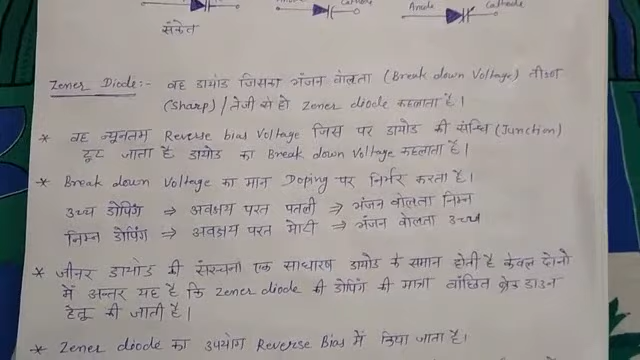 Anode Cathode Anode Cathode
संकेत
Zener Diode:- वह डायोड जिसका भंजन वोल्टता (Break down Voltage) तीक्ष्ण
(Sharp) / तेजी से हो Zener diode कहलाता है।
* वह न्यूनतम Reverse bias Voltage जिस पर डायोड की संन्धि (Junction)
टूट जाता है डायोड का Break down Voltage कहलाता है।
* Break down Voltage का मान Doping पर निर्भर करता है।
उच्च डोपिंग ⇒ अवक्षय परत पतली ⇒ भंजन वोल्टता निम्न
निम्न डोपिंग ⇒ अवक्षय परत मोटी ⇒ भंजन वोल्टता उच्च
* जीनर डायोड की संरचना एक साधारण डायोड के समान होती है केवल दोनो
में अन्तर यह है कि Zener diode की डोपिंग की मात्रा वांछित ब्रेक डाउन
हेतू की जाती है।
* Zener diode का उपयोग Reverse Bias में किया जाता है।